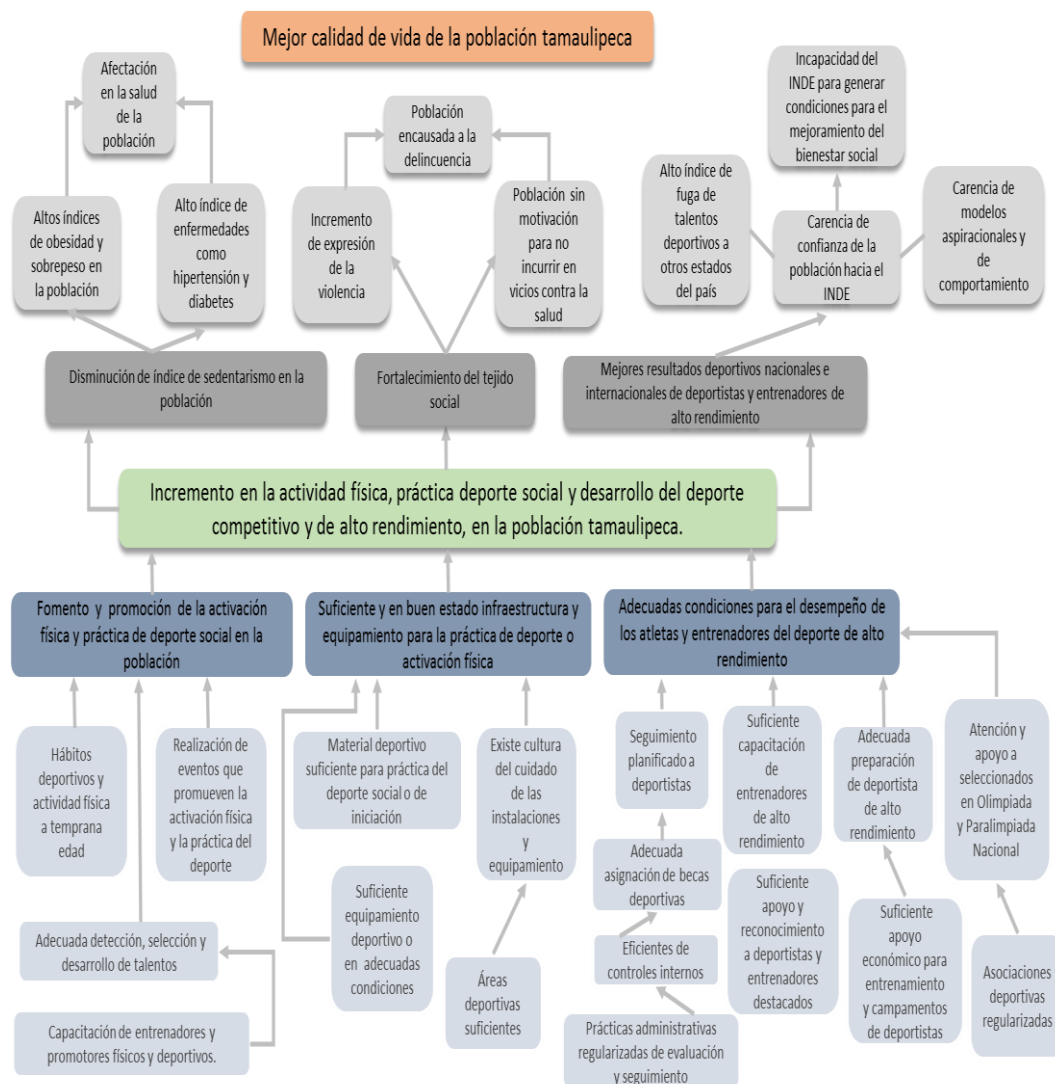 Mejor calidad de vida de la población tamaulipeca
Afectación
en la salud
de la
población
Población
encausada a la
delincuencia
Incapacidad del
INDE para generar
condiciones para el
mejoramiento del
bienestar social
Altos índices
de obesidad y
sobrepeso en
la población
Alto índice de
enfermedades
como
hipertensión y
diabetes
Incremento
de expresión
de la
violencia
Población sin
motivación
para no
incurrir en
vicios contra la
salud
Alto índice de
fuga de
talentos
deportivos a
otros estados
del país
Carencia de
confianza de la
población hacia el
INDE
Carencia de
modelos
aspiracionales y
de
comportamiento
Disminución de índice de sedentarismo en la
población
Fortalecimiento del tejido
social
Mejores resultados deportivos nacionales e
internacionales de deportistas y entrenadores de
alto rendimiento
Incremento en la actividad física, práctica deporte social y desarrollo del deporte
competitivo y de alto rendimiento, en la población tamaulipeca.
Fomento y promoción de la activación
física y práctica de deporte social en la
población
Suficiente y en buen estado infraestructura y
equipamiento para la práctica de deporte o
activación física
Adecuadas condiciones para el desempeño de
los atletas y entrenadores del deporte de alto
rendimiento
Hábitos
deportivos y
actividad física
a temprana
edad
Realización de
eventos que
promueven la
activación física
y la práctica del
deporte
Material deportivo
suficiente para práctica del
deporte social o de
iniciación
Existe cultura
del cuidado
de las
instalaciones
y
equipamiento
Seguimiento
planificado a
deportistas
Suficiente
capacitación
de
entrenadores
de alto
rendimiento
Adecuada
preparación
de deportista
de alto
rendimiento
Atención y
apoyo a
seleccionados
en Olimpiada
y Paralimpiada
Nacional
Adecuada detección, selección y
desarrollo de talentos
Suficiente
equipamiento
deportivo o
en adecuadas
condiciones
Áreas
deportivas
suficientes
Adecuada
asignación de becas
deportivas
Eficientes de
controles internos
Suficiente
apoyo y
reconocimiento
a deportistas y
entrenadores
destacados
Suficiente
apoyo
económico para
entrenamiento
y campamentos
de deportistas
Asociaciones
deportivas
regularizadas
Capacitación de entrenadores y
promotores físicos y deportivos.
Prácticas administrativas
regularizadas de evaluación
y seguimiento